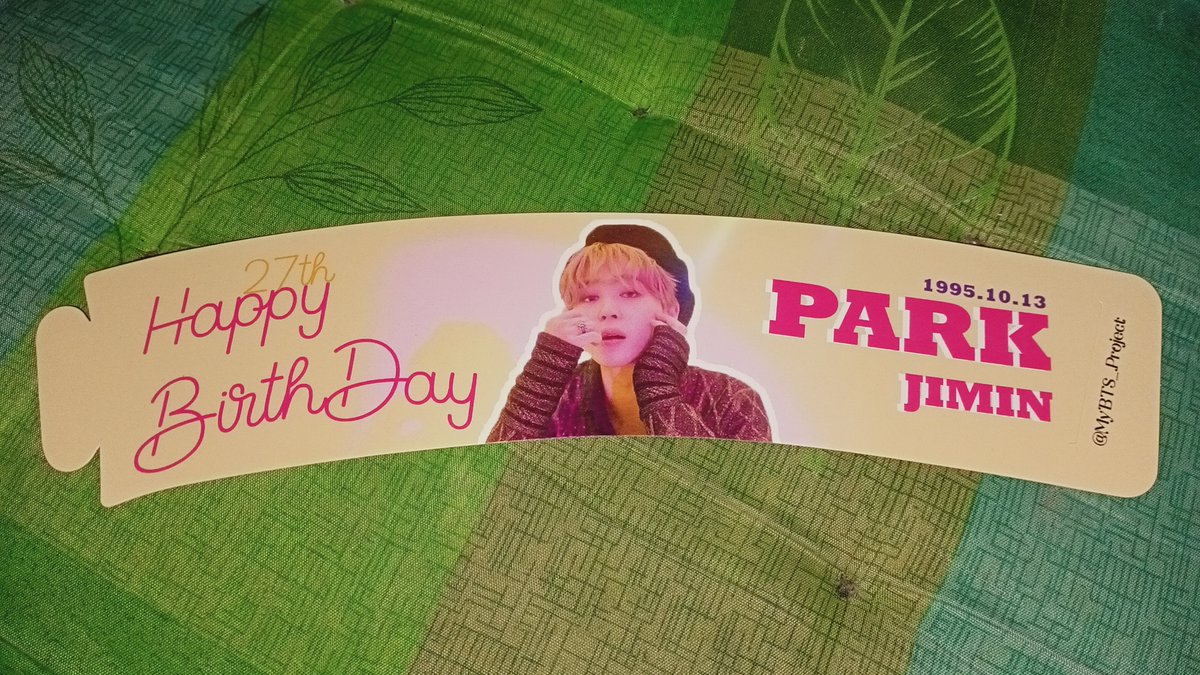 27th
Happy
BirthDay
1995.10.13
PARK
JIMIN
@MyBTS_Project